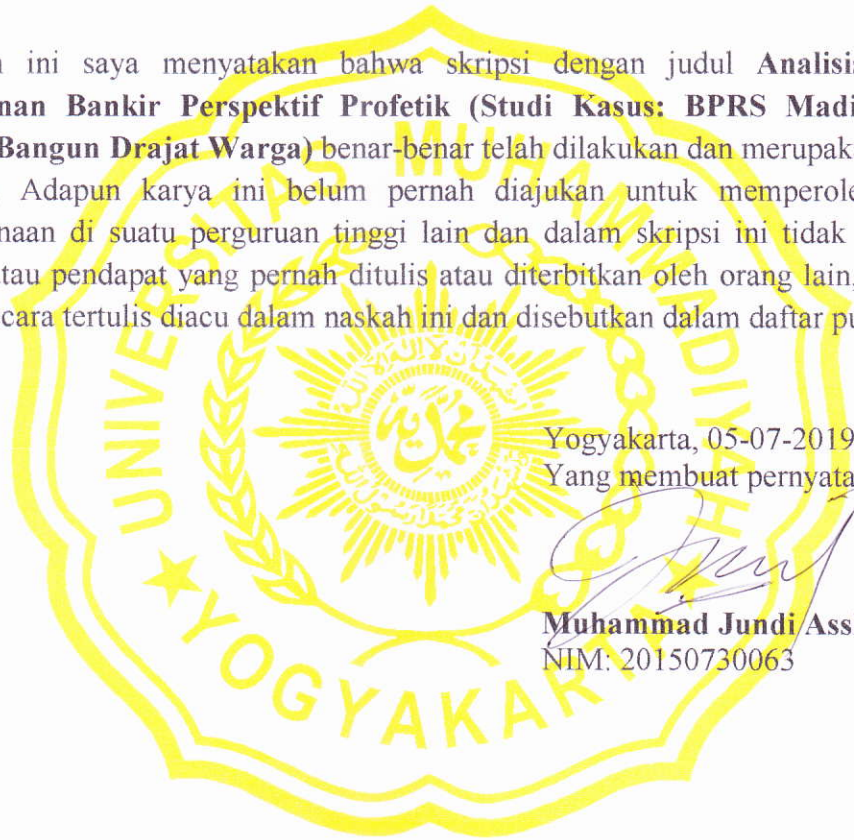 ini saya menyatakan bahwa skripsi dengan judul Analisis
Bankir Perspektif Profetik (Studi Kasus: BPRS Madi
Bangun Drajat Warga) benar-benar telah dilakukan dan merupak
Adapun karya ini belum pernah diajukan untuk memperole
naan di suatu perguruan tinggi lain dan dalam skripsi ini tidak
tau pendapat yang pernah ditulis atau diterbitkan oleh orang lain,
cara tertulis diacu dalam naskah ini dan disebutkan dalam daftar pu
UNIVERSITAS MUHAMMADIYAH
★ YOGYAKARTA ★
محمدية
Yogyakarta, 05-07-2019
Yang membuat pernyata
Muhammad Jundi Ass
NIM: 20150730063